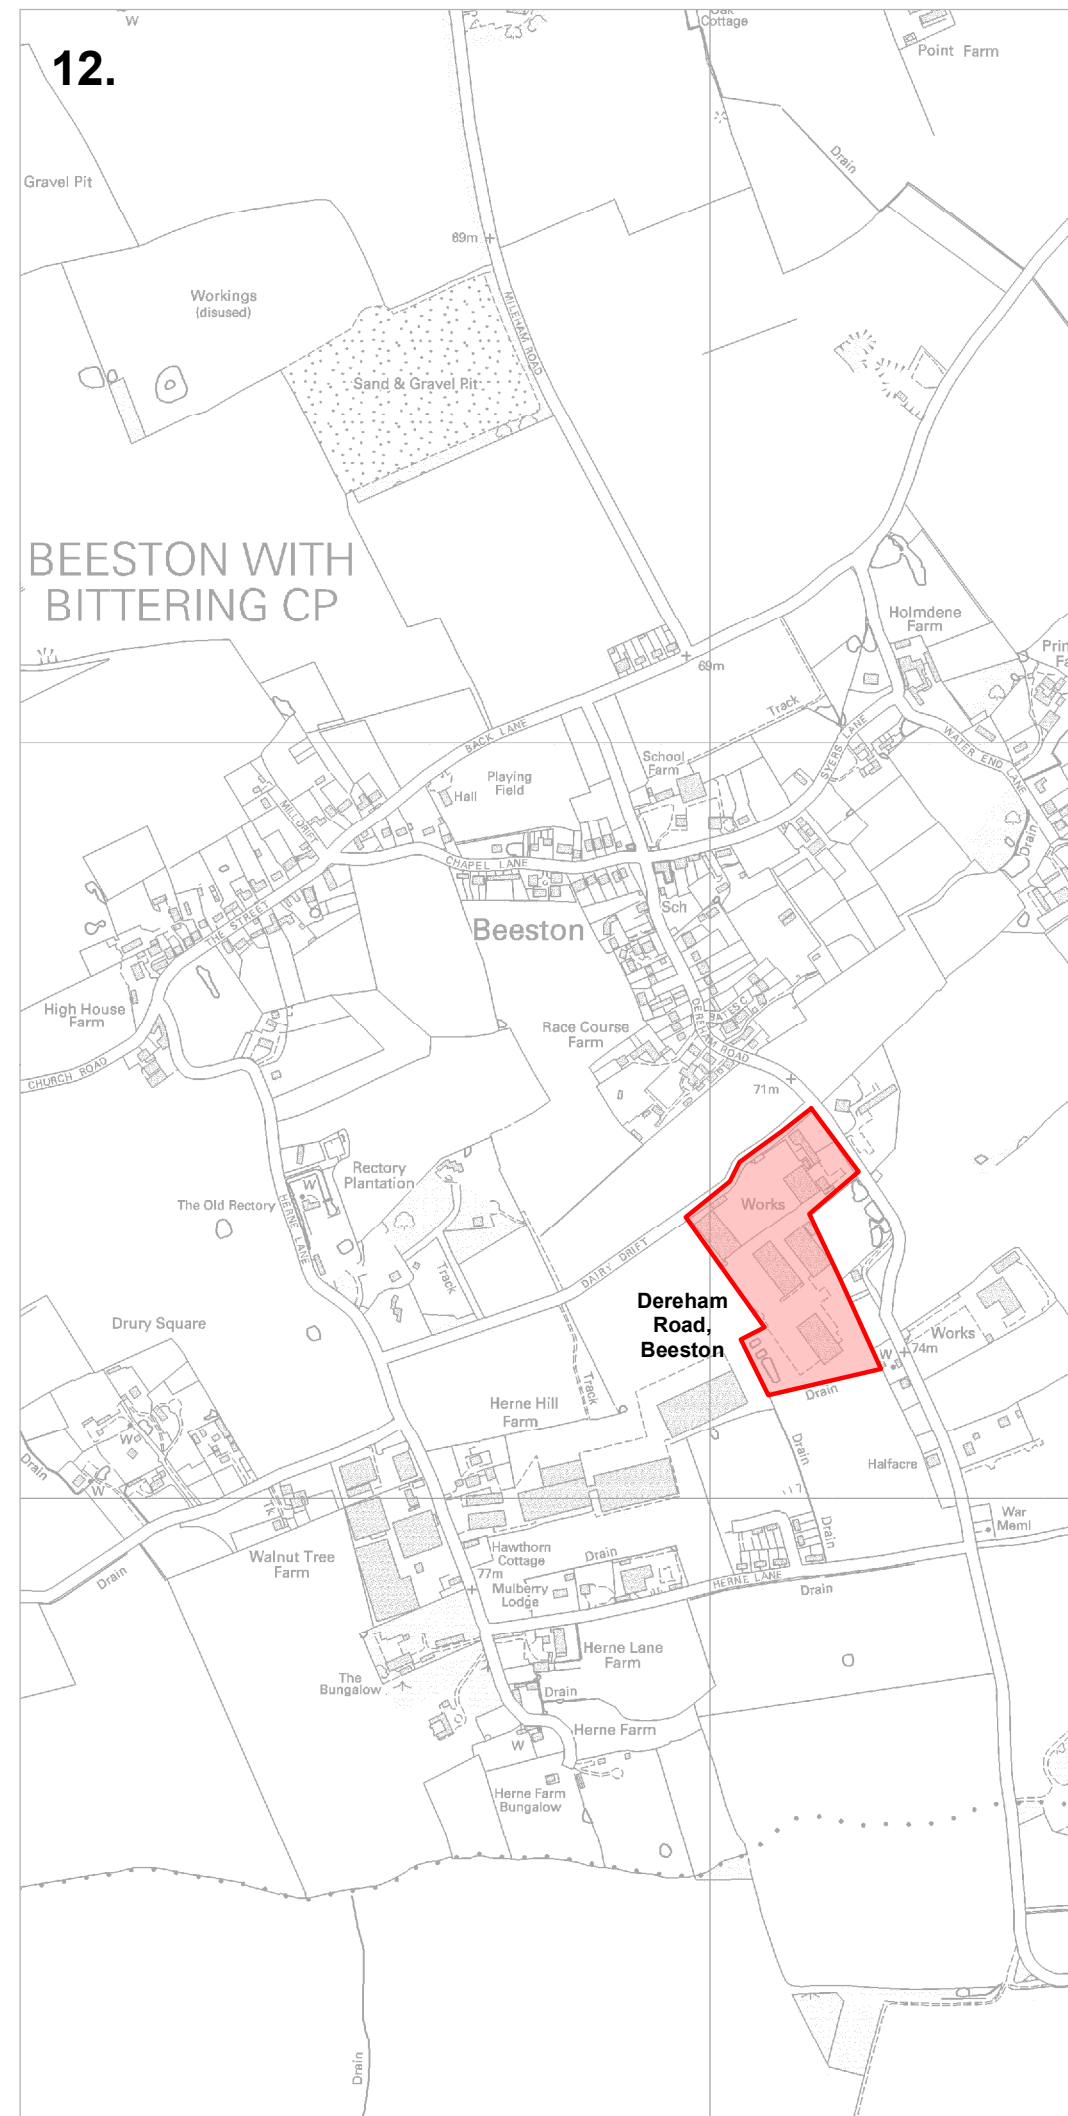 W
Oak
Cottage
Point Farm
12.
Drain
Gravel Pit
69m
Workings
(disused)
MILEHAM ROAD
Sand & Gravel Pit
BEESTON WITH
BITTERING CP
Holmdene
Farm
69m
Track
BACK LANE
SYERS LANE
WATER END LANE
School
Farm
Playing
Field
Hall
MILLDRIFT
Drain
CHAPEL LANE
Sch
THE STREET
Beeston
High House
Farm
Race Course
Farm
DEREHAM ROAD
CHURCH ROAD
71m
Rectory
Plantation
W
The Old Rectory
HERNE LANE
Works
Track
DAIRY DRIFT
Dereham
Road,
Beeston
Drury Square
Works
74m
W
Track
Drain
Herne Hill
Farm
W
Drain
Drain
W
Halfacre
Tk
War
Meml
Drain
Walnut Tree
Farm
Hawthorn
Cottage
Drain
77m
Mulberry
Lodge
HERNE LANE
Drain
Drain
Herne Lane
Farm
The
Bungalow
Drain
Herne Farm
W
Herne Farm
Bungalow
Drain